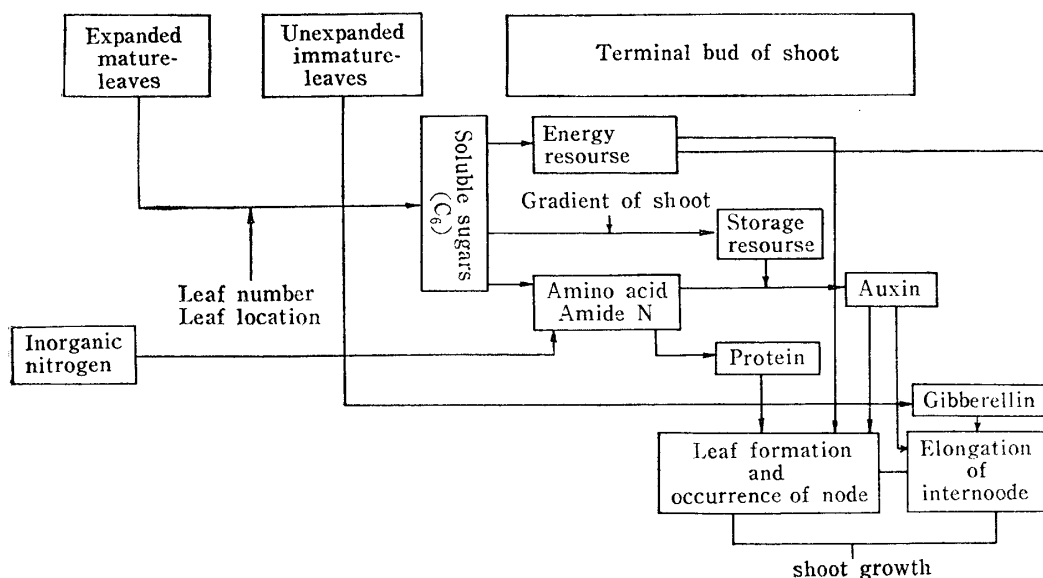 Expanded
mature-
leaves
Unexpanded
immature-
leaves
Terminal bud of shoot
Soluble sugars
(C6)
Energy
resourse
Gradient of shoot
Storage
resourse
Leaf number
Leaf location
Amino acid
Amide N
Auxin
Inorganic
nitrogen
Protein
Gibberellin
Leaf formation
and
occurrence of node
Elongation
of
internoode
shoot growth